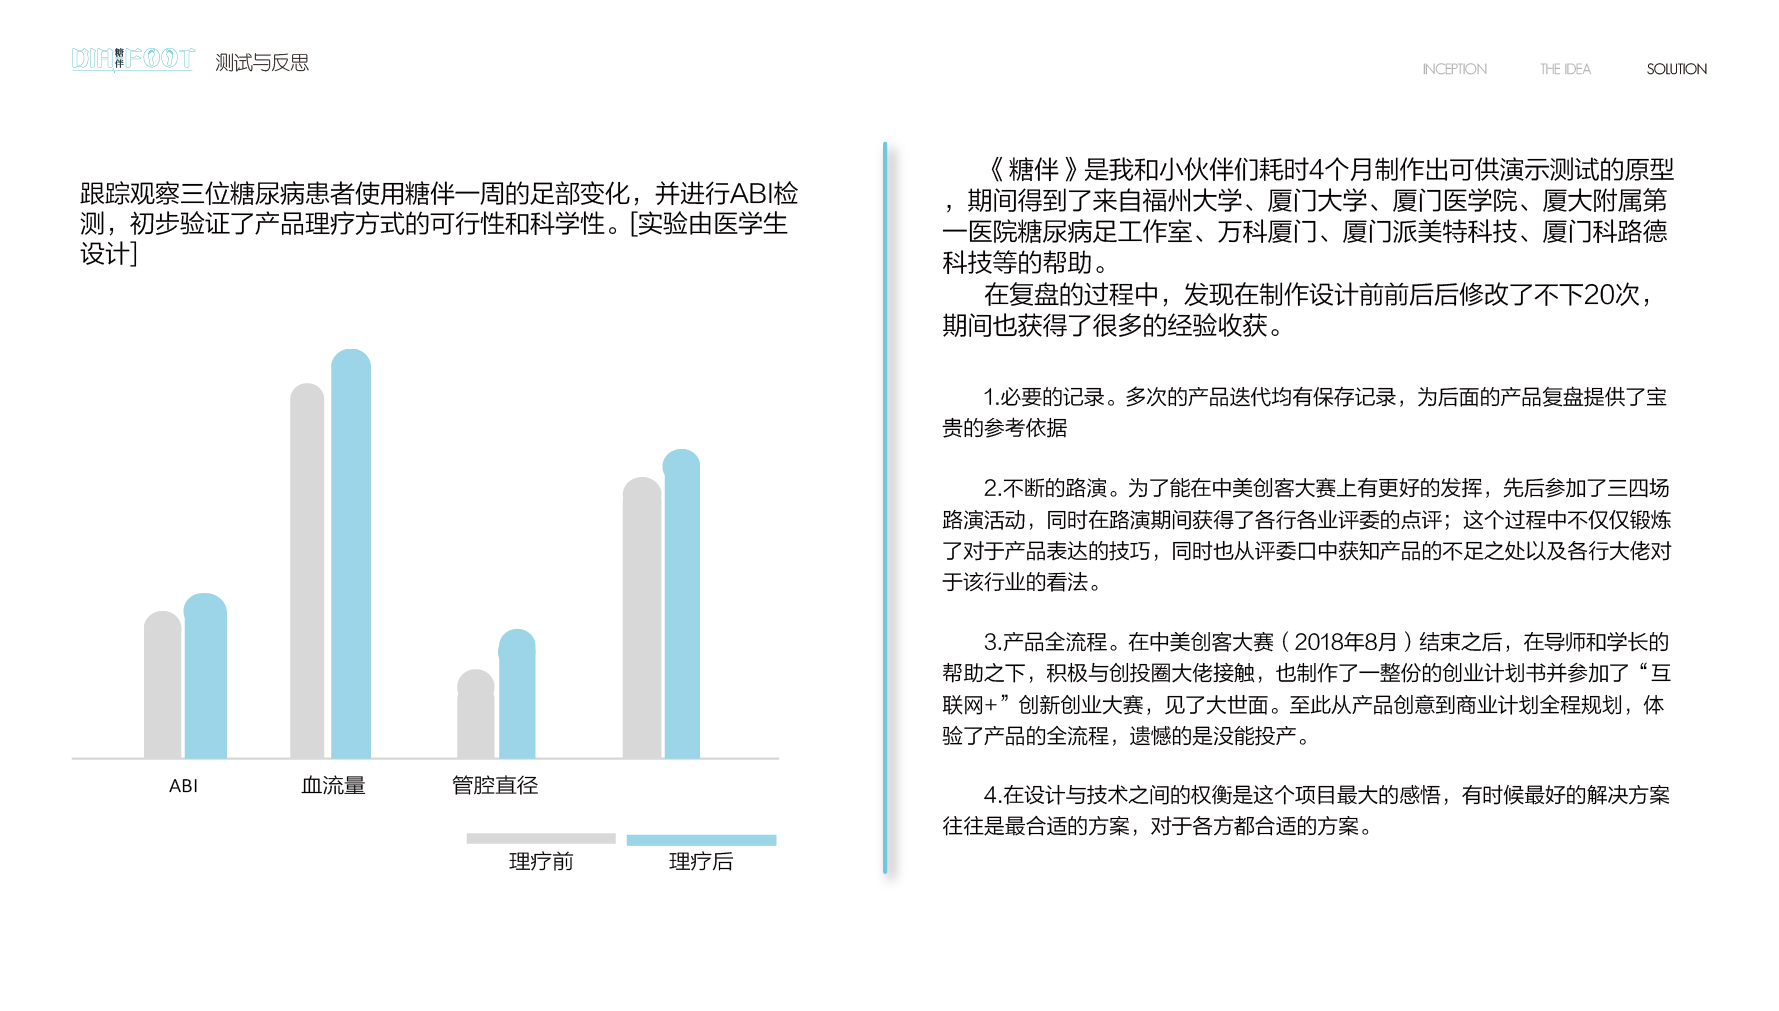 DIA糖伴FOOT 测试与反思
INCEPTION THE IDEA SOLUTION
跟踪观察三位糖尿病患者使用糖伴一周的足部变化，并进行ABI检
测，初步验证了产品理疗方式的可行性和科学性。[实验由医学生
设计]
ABI 血流量 管腔直径
理疗前 理疗后
《糖伴》是我和小伙伴们耗时4个月制作出可供演示测试的原型
，期间得到了来自福州大学、厦门大学、厦门医学院、厦大附属第
一医院糖尿病足工作室、万科厦门、厦门派美特科技、厦门科路德
科技等的帮助。
在复盘的过程中，发现在制作设计前前后后修改了不下20次，
期间也获得了很多的经验收获。
1.必要的记录。多次的产品迭代均有保存记录，为后面的产品复盘提供了宝
贵的参考依据
2.不断的路演。为了能在中美创客大赛上有更好的发挥，先后参加了三四场
路演活动，同时在路演期间获得了各行各业评委的点评；这个过程中不仅仅锻炼
了对于产品表达的技巧，同时也从评委口中获知产品的不足之处以及各行大佬对
于该行业的看法。
3.产品全流程。在中美创客大赛（2018年8月）结束之后，在导师和学长的
帮助之下，积极与创投圈大佬接触，也制作了一整份的创业计划书并参加了“互
联网+”创新创业大赛，见了大世面。至此从产品创意到商业计划全程规划，体
验了产品的全流程，遗憾的是没能投产。
4.在设计与技术之间的权衡是这个项目最大的感悟，有时候最好的解决方案
往往是最合适的方案，对于各方都合适的方案。